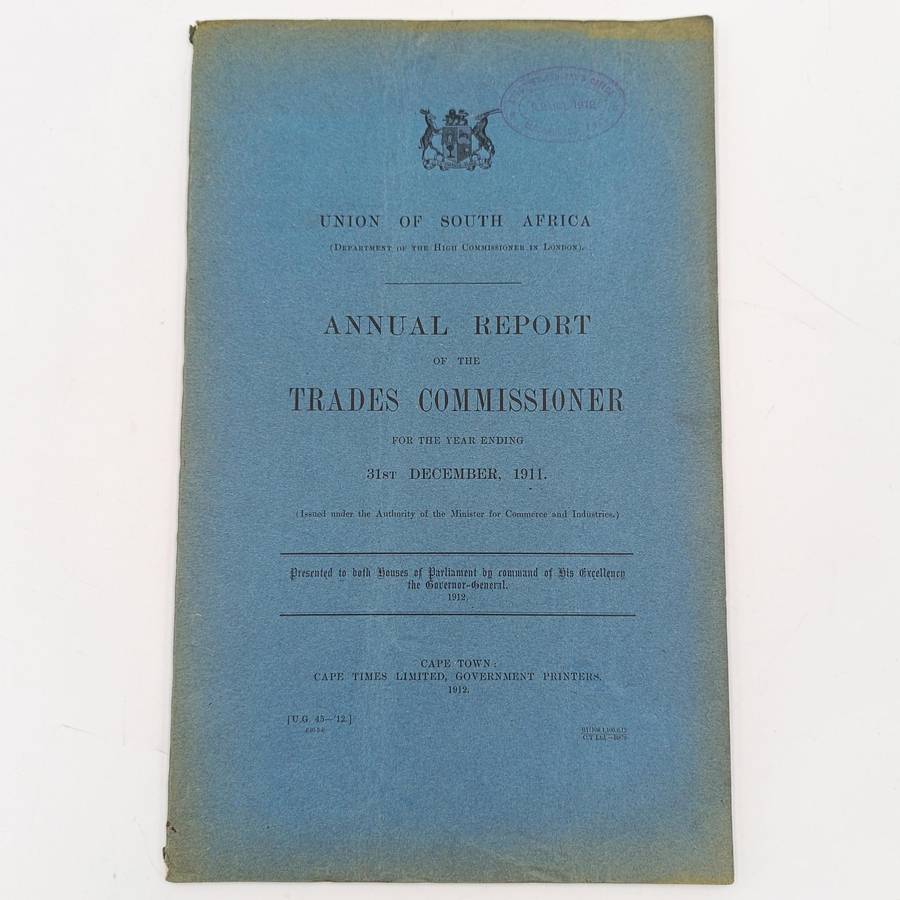 1912
UNION OF SOUTH AFRICA
(DEPARTMENT OF THE HIGH COMMISSIONER IN LONDON).
ANNUAL REPORT
OF THE
TRADES COMMISSIONER
FOR THE YEAR ENDING
31ST DECEMBER, 1911.
(Issued under the Authority of the Minister for Commerce and Industries.)
Presented to both Houses of Parliament by command of His Excellency
the Governor-General.
1912.
CAPE TOWN:
CAPE TIMES LIMITED, GOVERNMENT PRINTERS.
1912.
[U.G. 45—'12.]